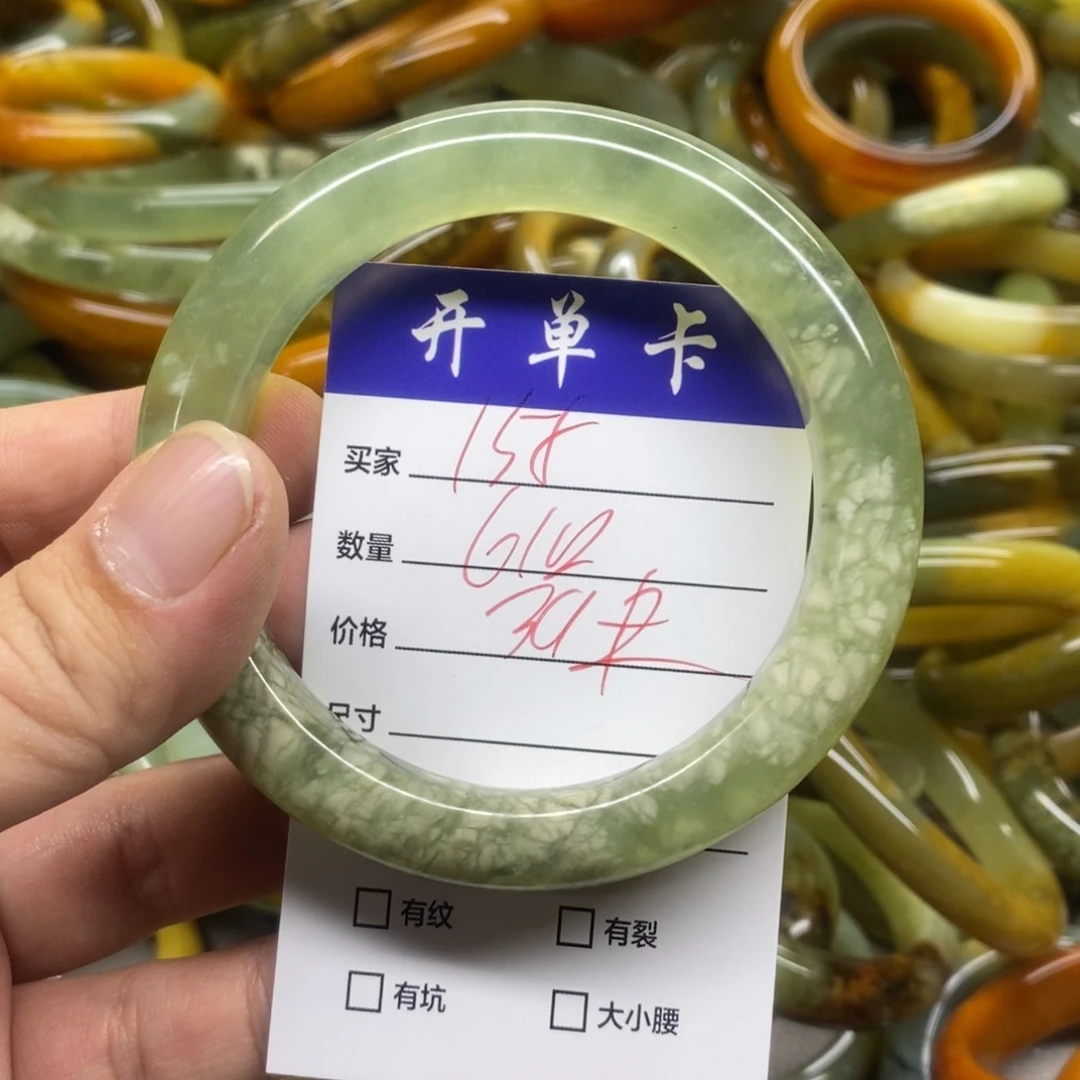 开单卡
买家 158
数量
价格
尺寸
有纹 有裂
有坑 大小腰